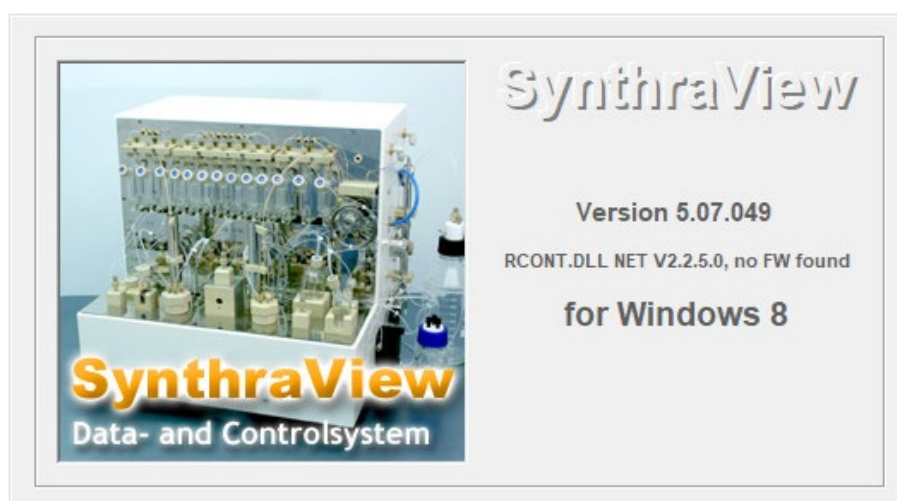 SynthraView
Data- and Controlsystem
SynthraView
Version 5.07.049
RCONT.DLL NET V2.2.5.0, no FW found
for Windows 8